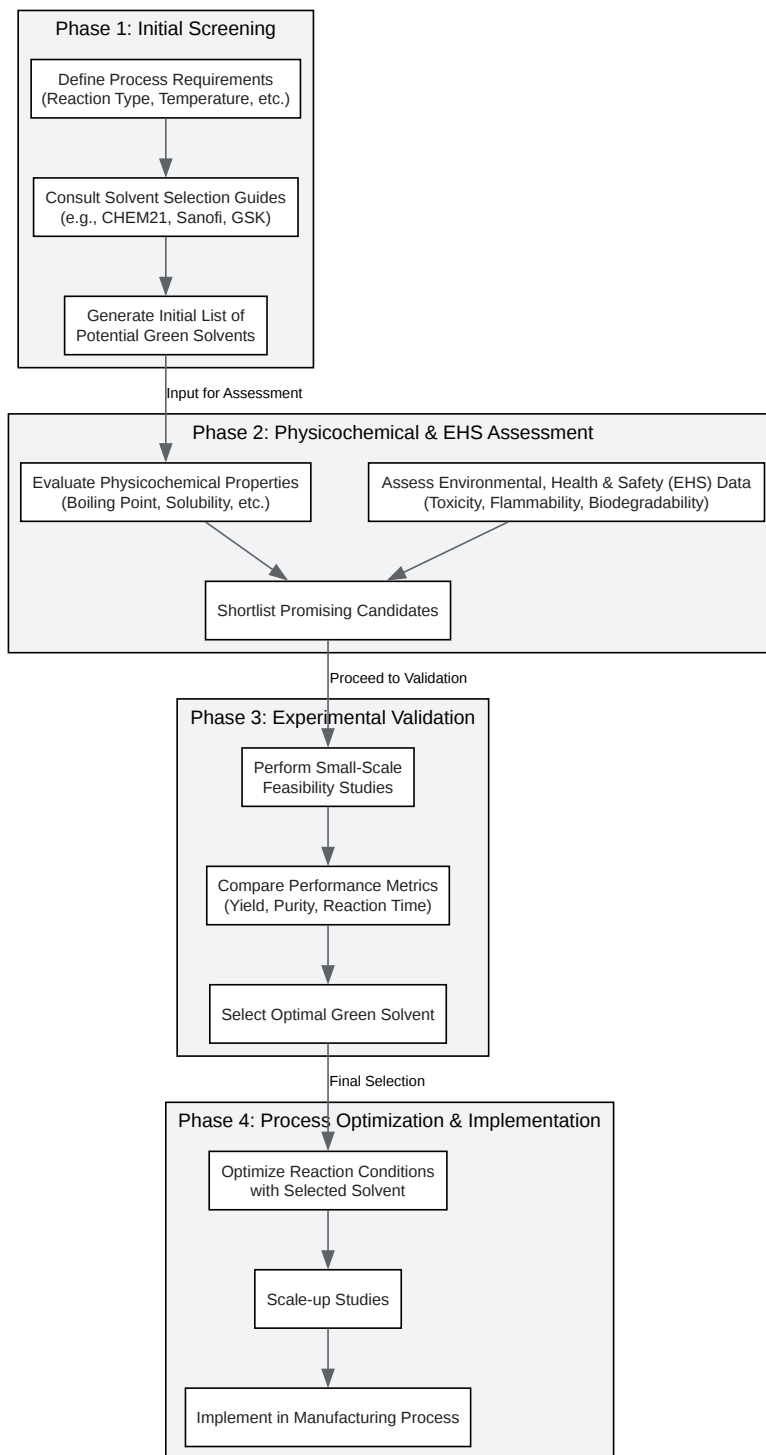 Phase 1: Initial Screening
Define Process Requirements
(Reaction Type, Temperature, etc.)
Consult Solvent Selection Guides
(e.g., CHEM21, Sanofi, GSK)
Generate Initial List of
Potential Green Solvents
Input for Assessment
Phase 2: Physicochemical & EHS Assessment
Evaluate Physicochemical Properties
(Boiling Point, Solubility, etc.)
Assess Environmental, Health & Safety (EHS) Data
(Toxicity, Flammability, Biodegradability)
Shortlist Promising Candidates
Proceed to Validation
Phase 3: Experimental Validation
Perform Small-Scale
Feasibility Studies
Compare Performance Metrics
(Yield, Purity, Reaction Time)
Select Optimal Green Solvent
Final Selection
Phase 4: Process Optimization & Implementation
Optimize Reaction Conditions
with Selected Solvent
Scale-up Studies
Implement in Manufacturing Process